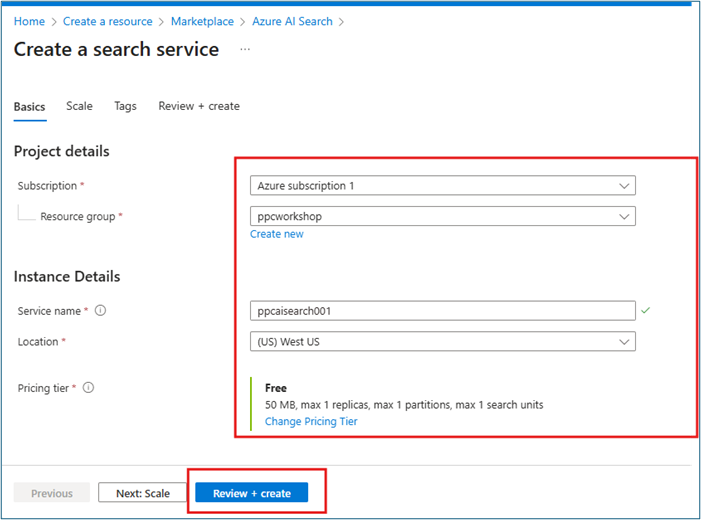 Home > Create a resource > Marketplace > Azure AI Search >
Create a search service ...
Basics Scale Tags Review + create
Project details
Subscription * Azure subscription 1
Resource group * ppcworkshop
Create new
Instance Details
Service name * ppcaisearch001
Location * (US) West US
Pricing tier * Free
50 MB, max 1 replicas, max 1 partitions, max 1 search units
Change Pricing Tier
Previous Next: Scale Review + create